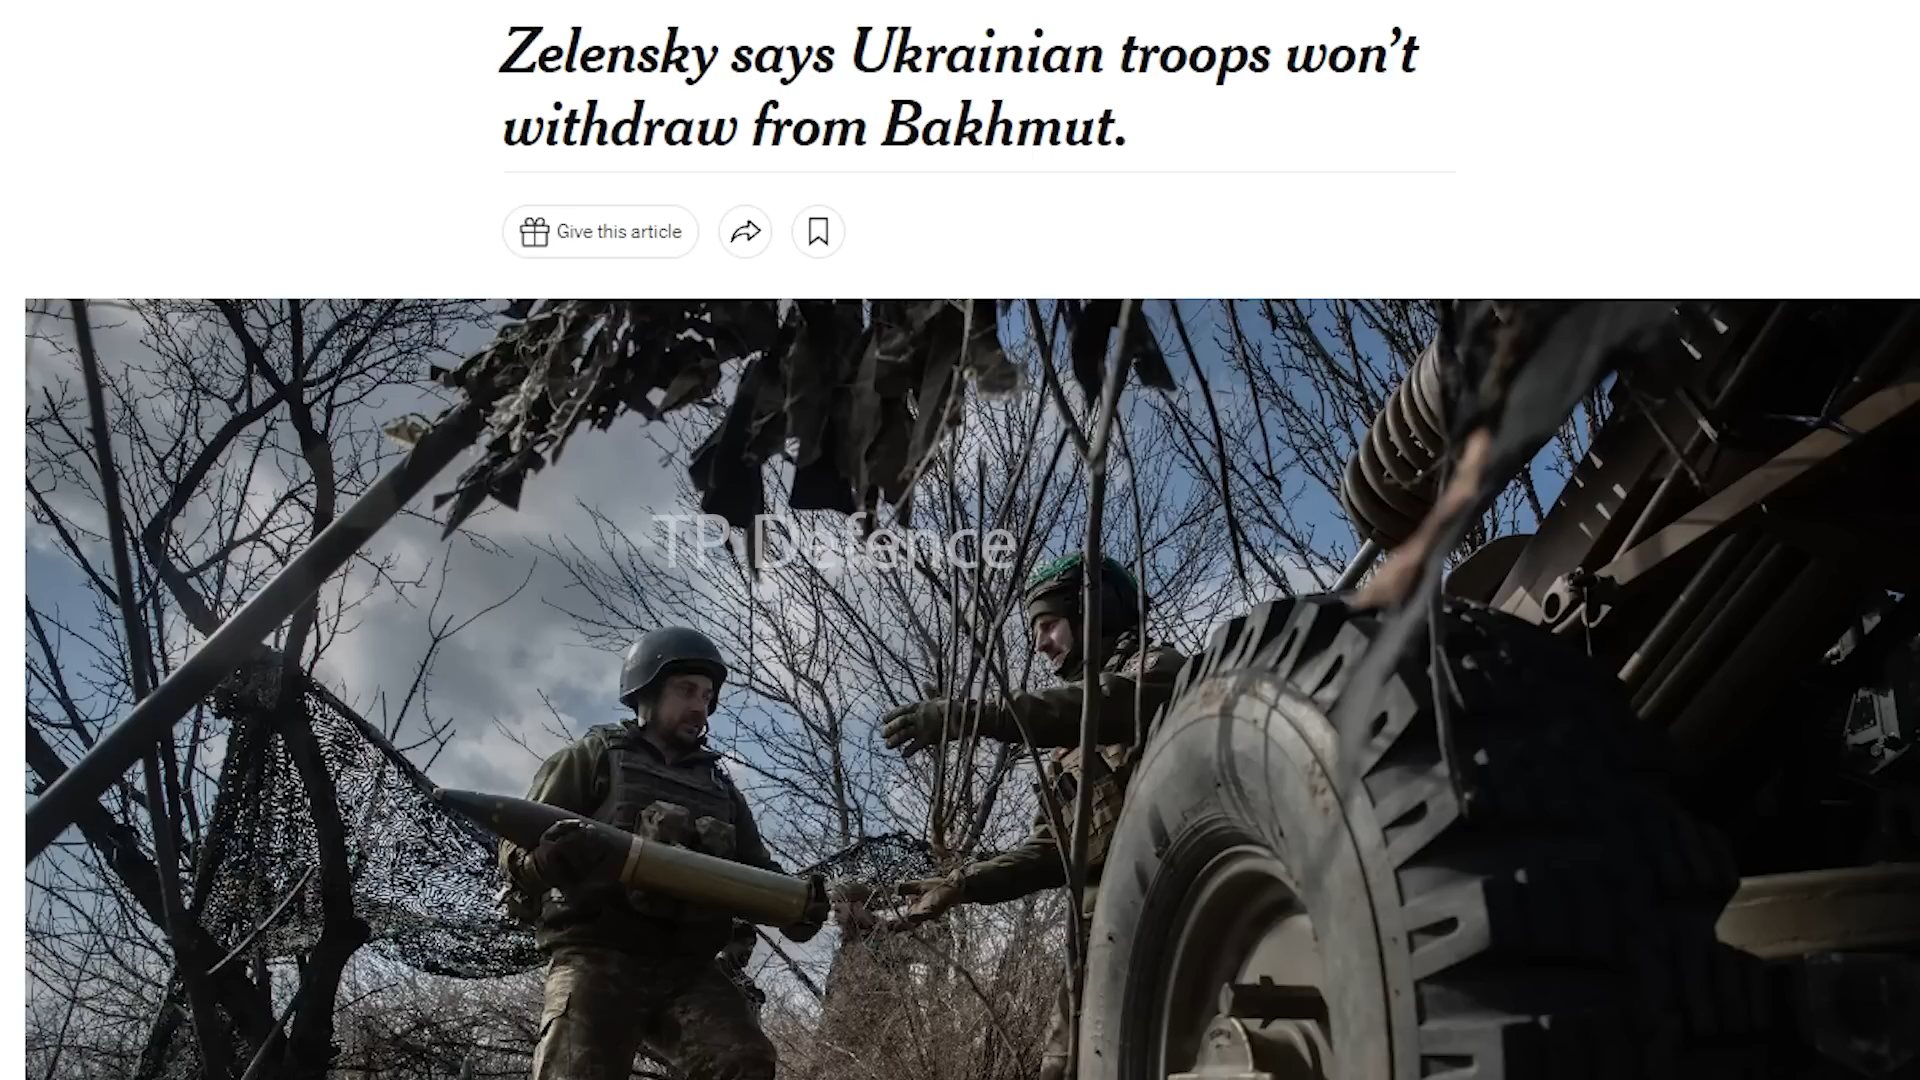 Zelensky says Ukrainian troops won’t
withdraw from Bakhmut.
Give this article
TP Defence